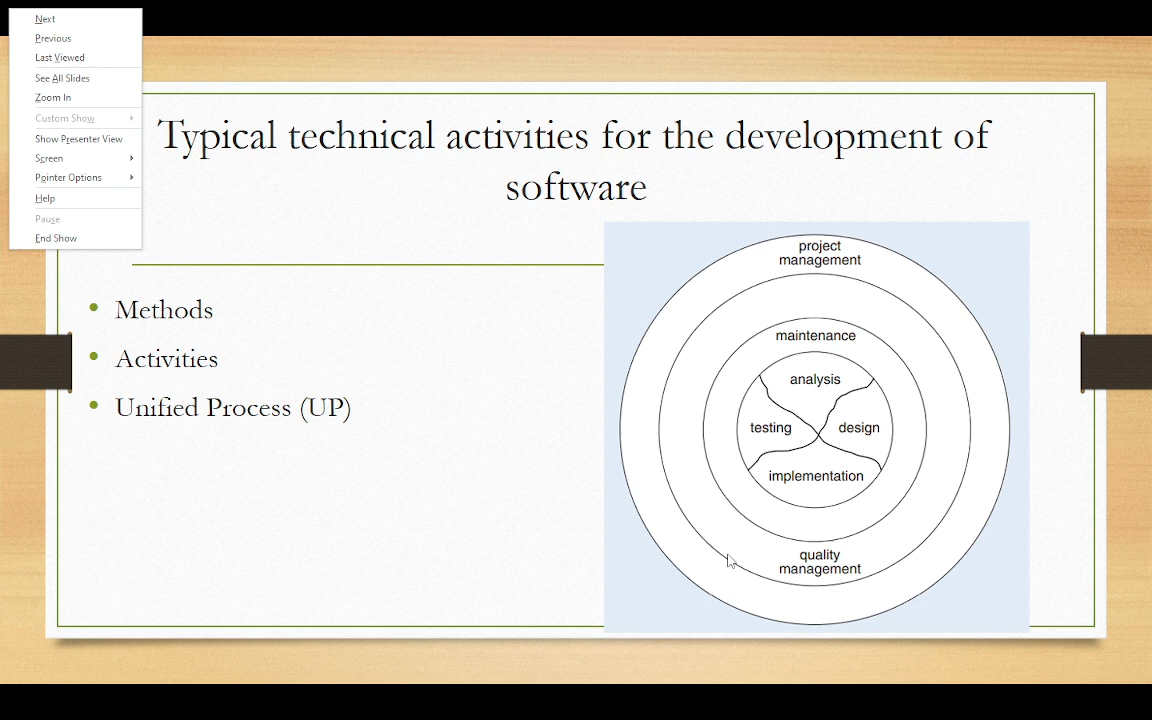 Next
Previous
Last Viewed
See All Slides
Zoom In
Custom Show
Show Presenter View
Screen
Pointer Options
Help
Pause
End Show
Typical technical activities for the development of
software
• Methods
• Activities
• Unified Process (UP)
project
management
maintenance
analysis
testing
design
implementation
quality
management